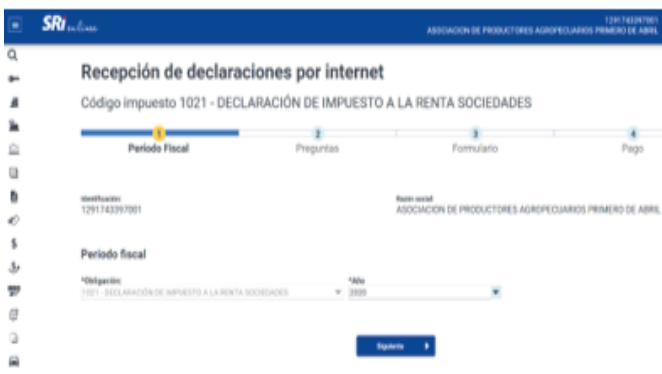 SRi en línea
1291743397001
ASOCIACION DE PRODUCTORES AGROPECUARIOS PRIMERO DE ABRIL
Recepción de declaraciones por internet
Código impuesto 1021 - DECLARACIÓN DE IMPUESTO A LA RENTA SOCIEDADES
1 2 3 4
Período Fiscal Preguntas Formulario Pago
Identificación: Razón social:
1291743397001 ASOCIACION DE PRODUCTORES AGROPECUARIOS PRIMERO DE ABRIL
Período fiscal
*Obligación: *Año
1021 - DECLARACIÓN DE IMPUESTO A LA RENTA SOCIEDADES 2020
Siguiente